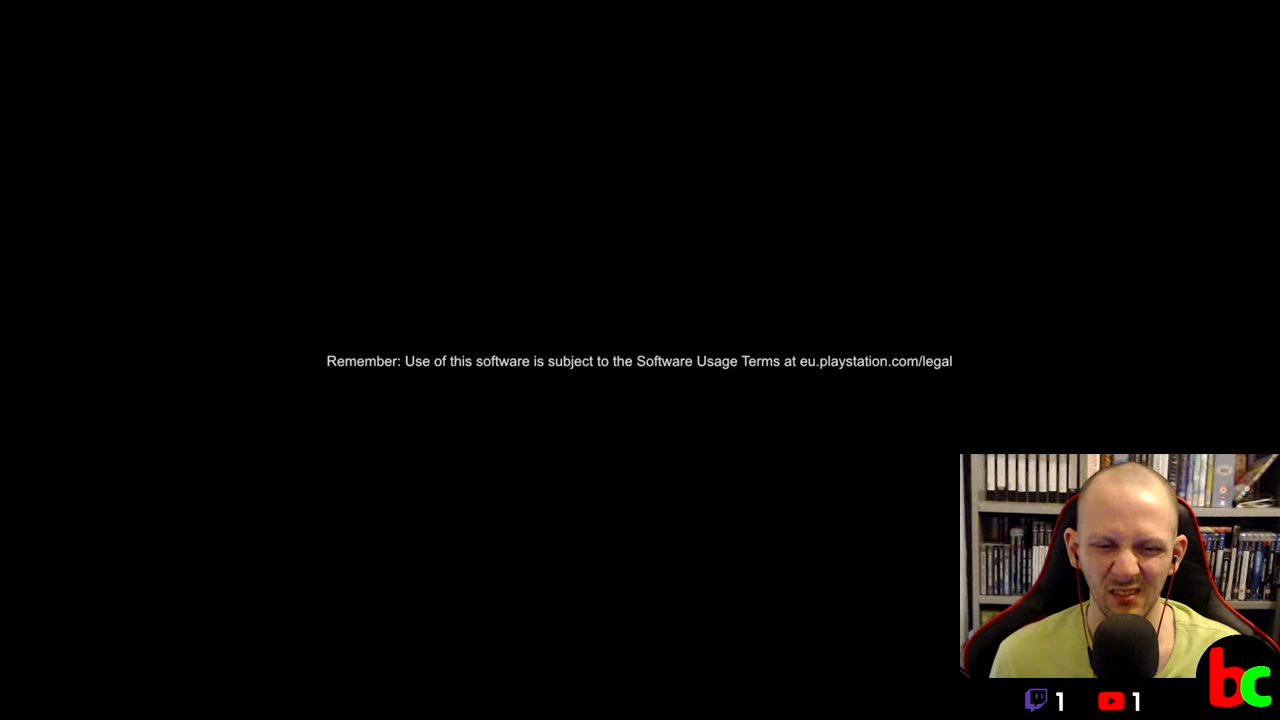 Remember: Use of this software is subject to the Software Usage Terms at eu.playstation.com/legal
1 1
bc